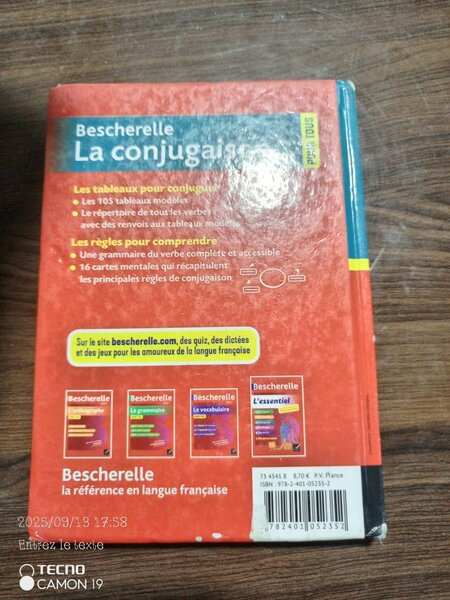 Bescherelle
La conjugaison
POUR TOUS
Les tableaux pour conjuguer
Les 105 tableaux modèles
Le répertoire de tous les verbes
avec des renvois aux tableaux modèles
Les règles pour comprendre
Une grammaire du verbe complète et accessible
16 cartes mentales qui récapitulent
les principales règles de conjugaison
Sur le site bescherelle.com, des quiz, des dictées
et des jeux pour les amoureux de la langue française
Bescherelle
L'orthographe
Bescherelle
La grammaire
Bescherelle
Le vocabulaire
Bescherelle
L'essentiel
Bescherelle
la référence en langue française
75 4541 8 8,70 € P.V. France
ISBN : 978-2-401-05235-2
782401 052352
2025/09/13 17:58
Entrez le texte
TECNO
CAMON 19